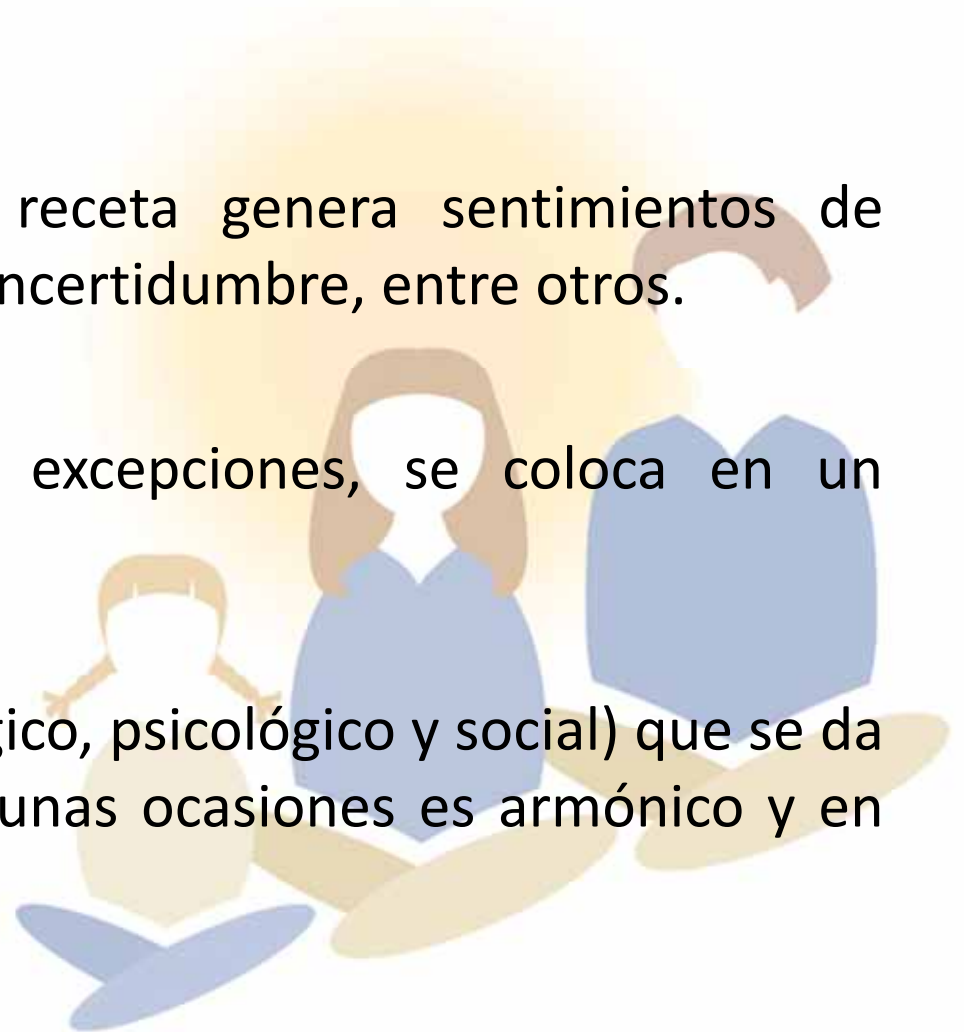 receta genera sentimientos de
ncertidumbre, entre otros.
excepciones, se coloca en un
gico, psicológico y social) que se da
unas ocasiones es armónico y en